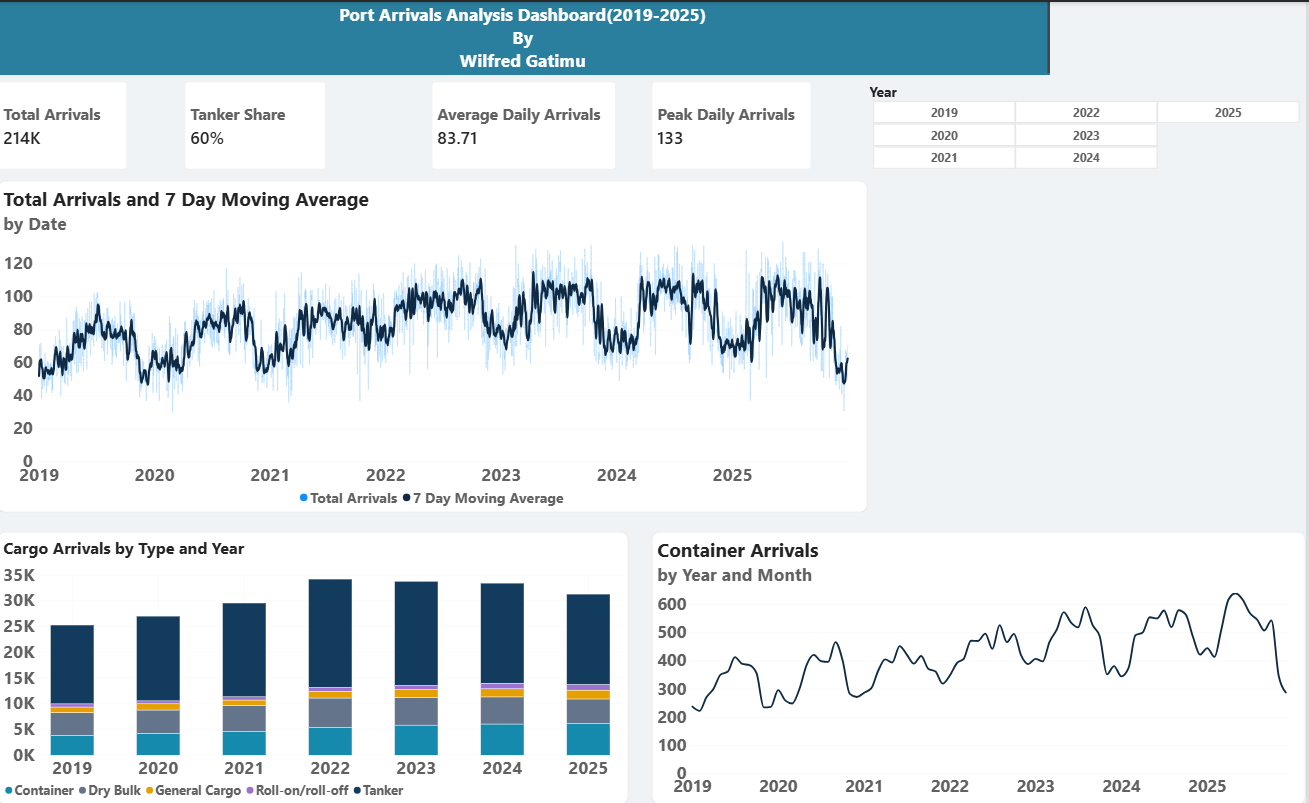 Port Arrivals Analysis Dashboard(2019-2025)
By
Wilfred Gatimu
Total Arrivals
214K
Tanker Share
60%
Average Daily Arrivals
83.71
Peak Daily Arrivals
133
Year
2019 2022 2025
2020 2023
2021 2024
Total Arrivals and 7 Day Moving Average
by Date
120
100
80
60
40
20
0
2019 2020 2021 2022 2023 2024 2025
Total Arrivals 7 Day Moving Average
Cargo Arrivals by Type and Year
35K
30K
25K
20K
15K
10K
5K
0K
2019 2020 2021 2022 2023 2024 2025
Container Dry Bulk General Cargo Roll-on/roll-off Tanker
Container Arrivals
by Year and Month
600
500
400
300
200
100
0
2019 2020 2021 2022 2023 2024 2025